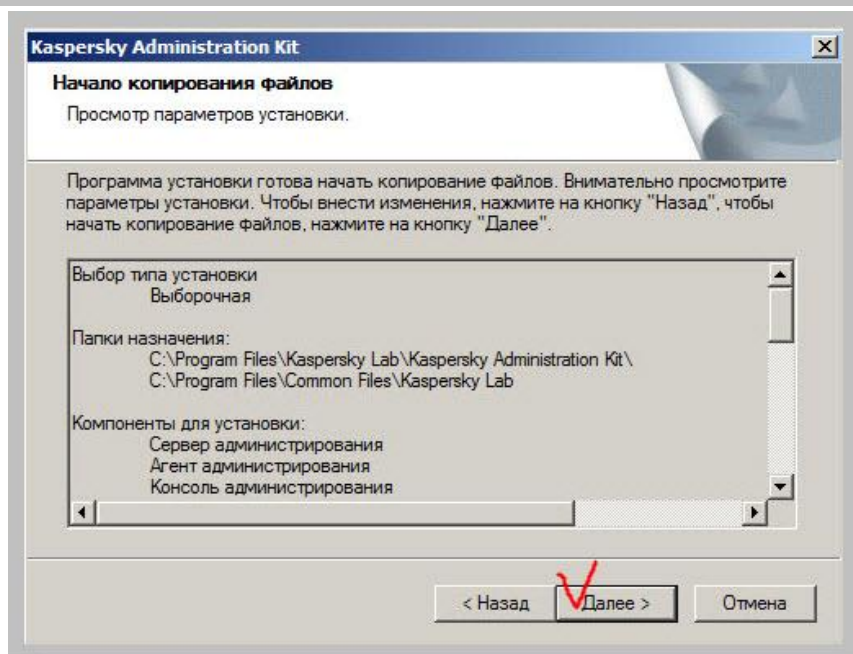 Kaspersky Administration Kit
Начало копирования файлов
Просмотр параметров установки.
Программа установки готова начать копирование файлов. Внимательно просмотрите
параметры установки. Чтобы внести изменения, нажмите на кнопку "Назад", чтобы
начать копирование файлов, нажмите на кнопку "Далее".
Выбор типа установки
Выборочная
Папки назначения:
C:\Program Files\Kaspersky Lab\Kaspersky Administration Kit\
C:\Program Files\Common Files\Kaspersky Lab
Компоненты для установки:
Сервер администрирования
Агент администрирования
Консоль администрирования
< Назад
Далее >
Отмена